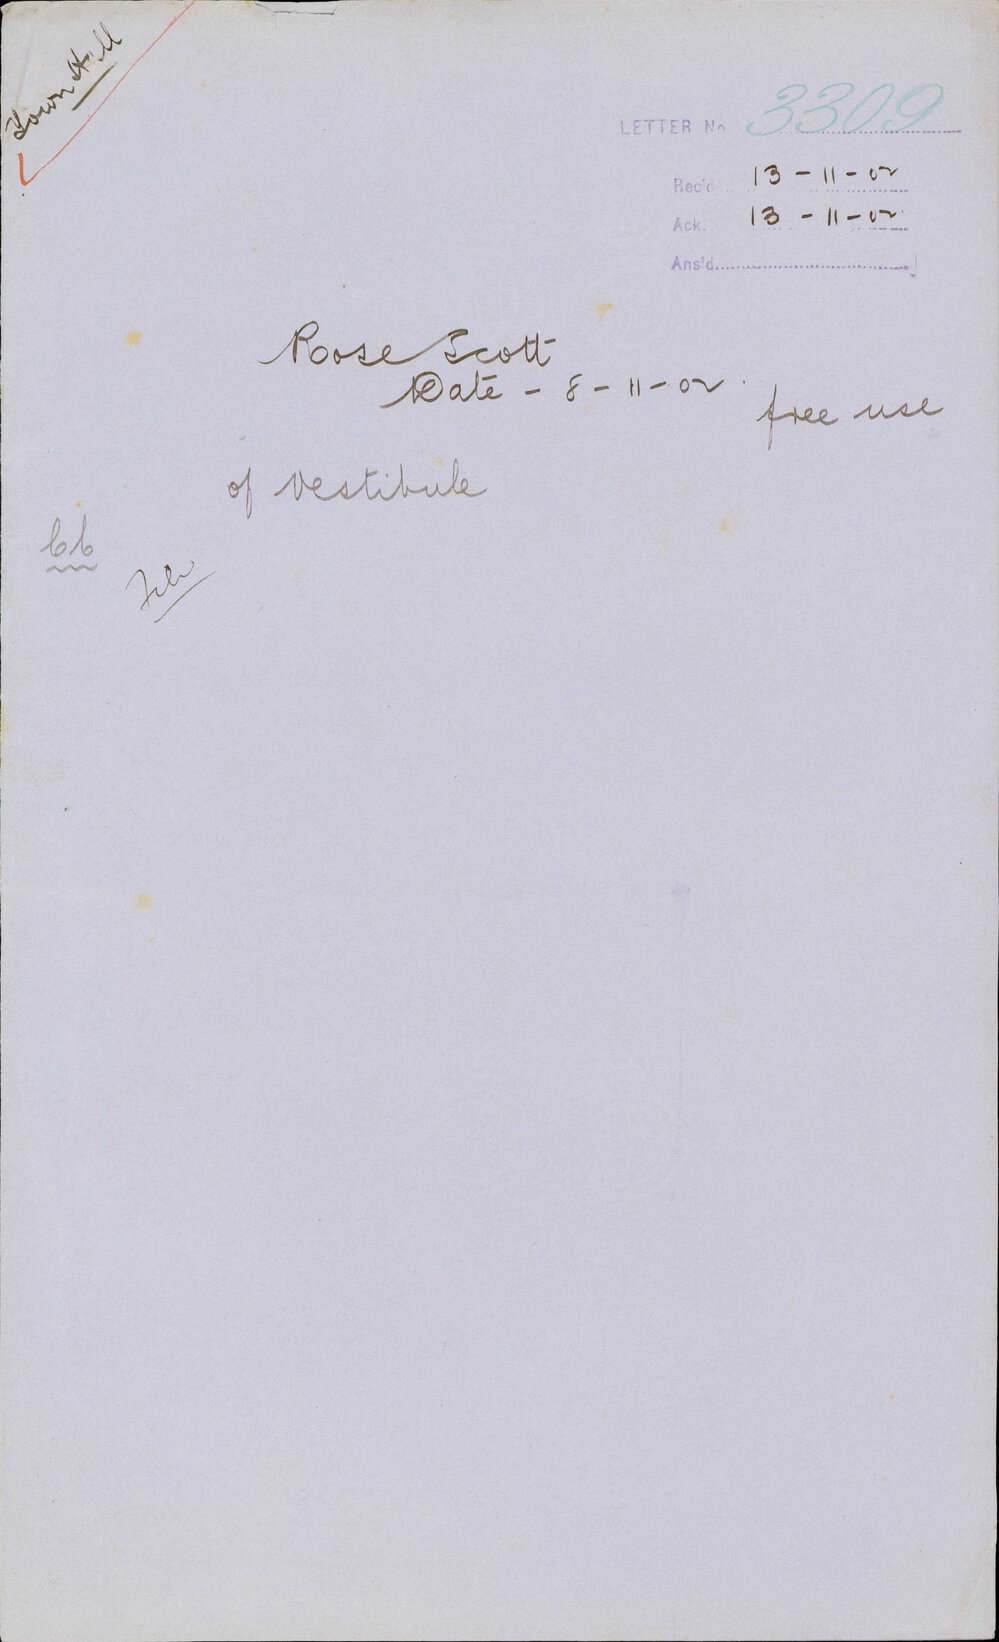 Town Hall
LETTER No 3309
Rec'd 13-11-02
Ack. 13-11-02
Ans'd
Rose Scott
Date - 8-11-02
free use
of Vestibule
File